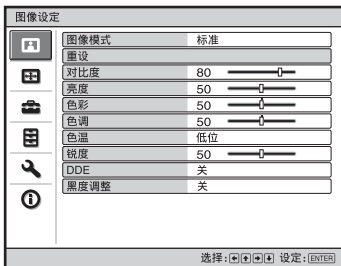 图像设定
图像模式 标准
重设
对比度 80
亮度 50
色彩 50
色调 50
色温 低位
锐度 50
DDE 关
黑度调整 关
选择:←↑→↓ 设定:ENTER